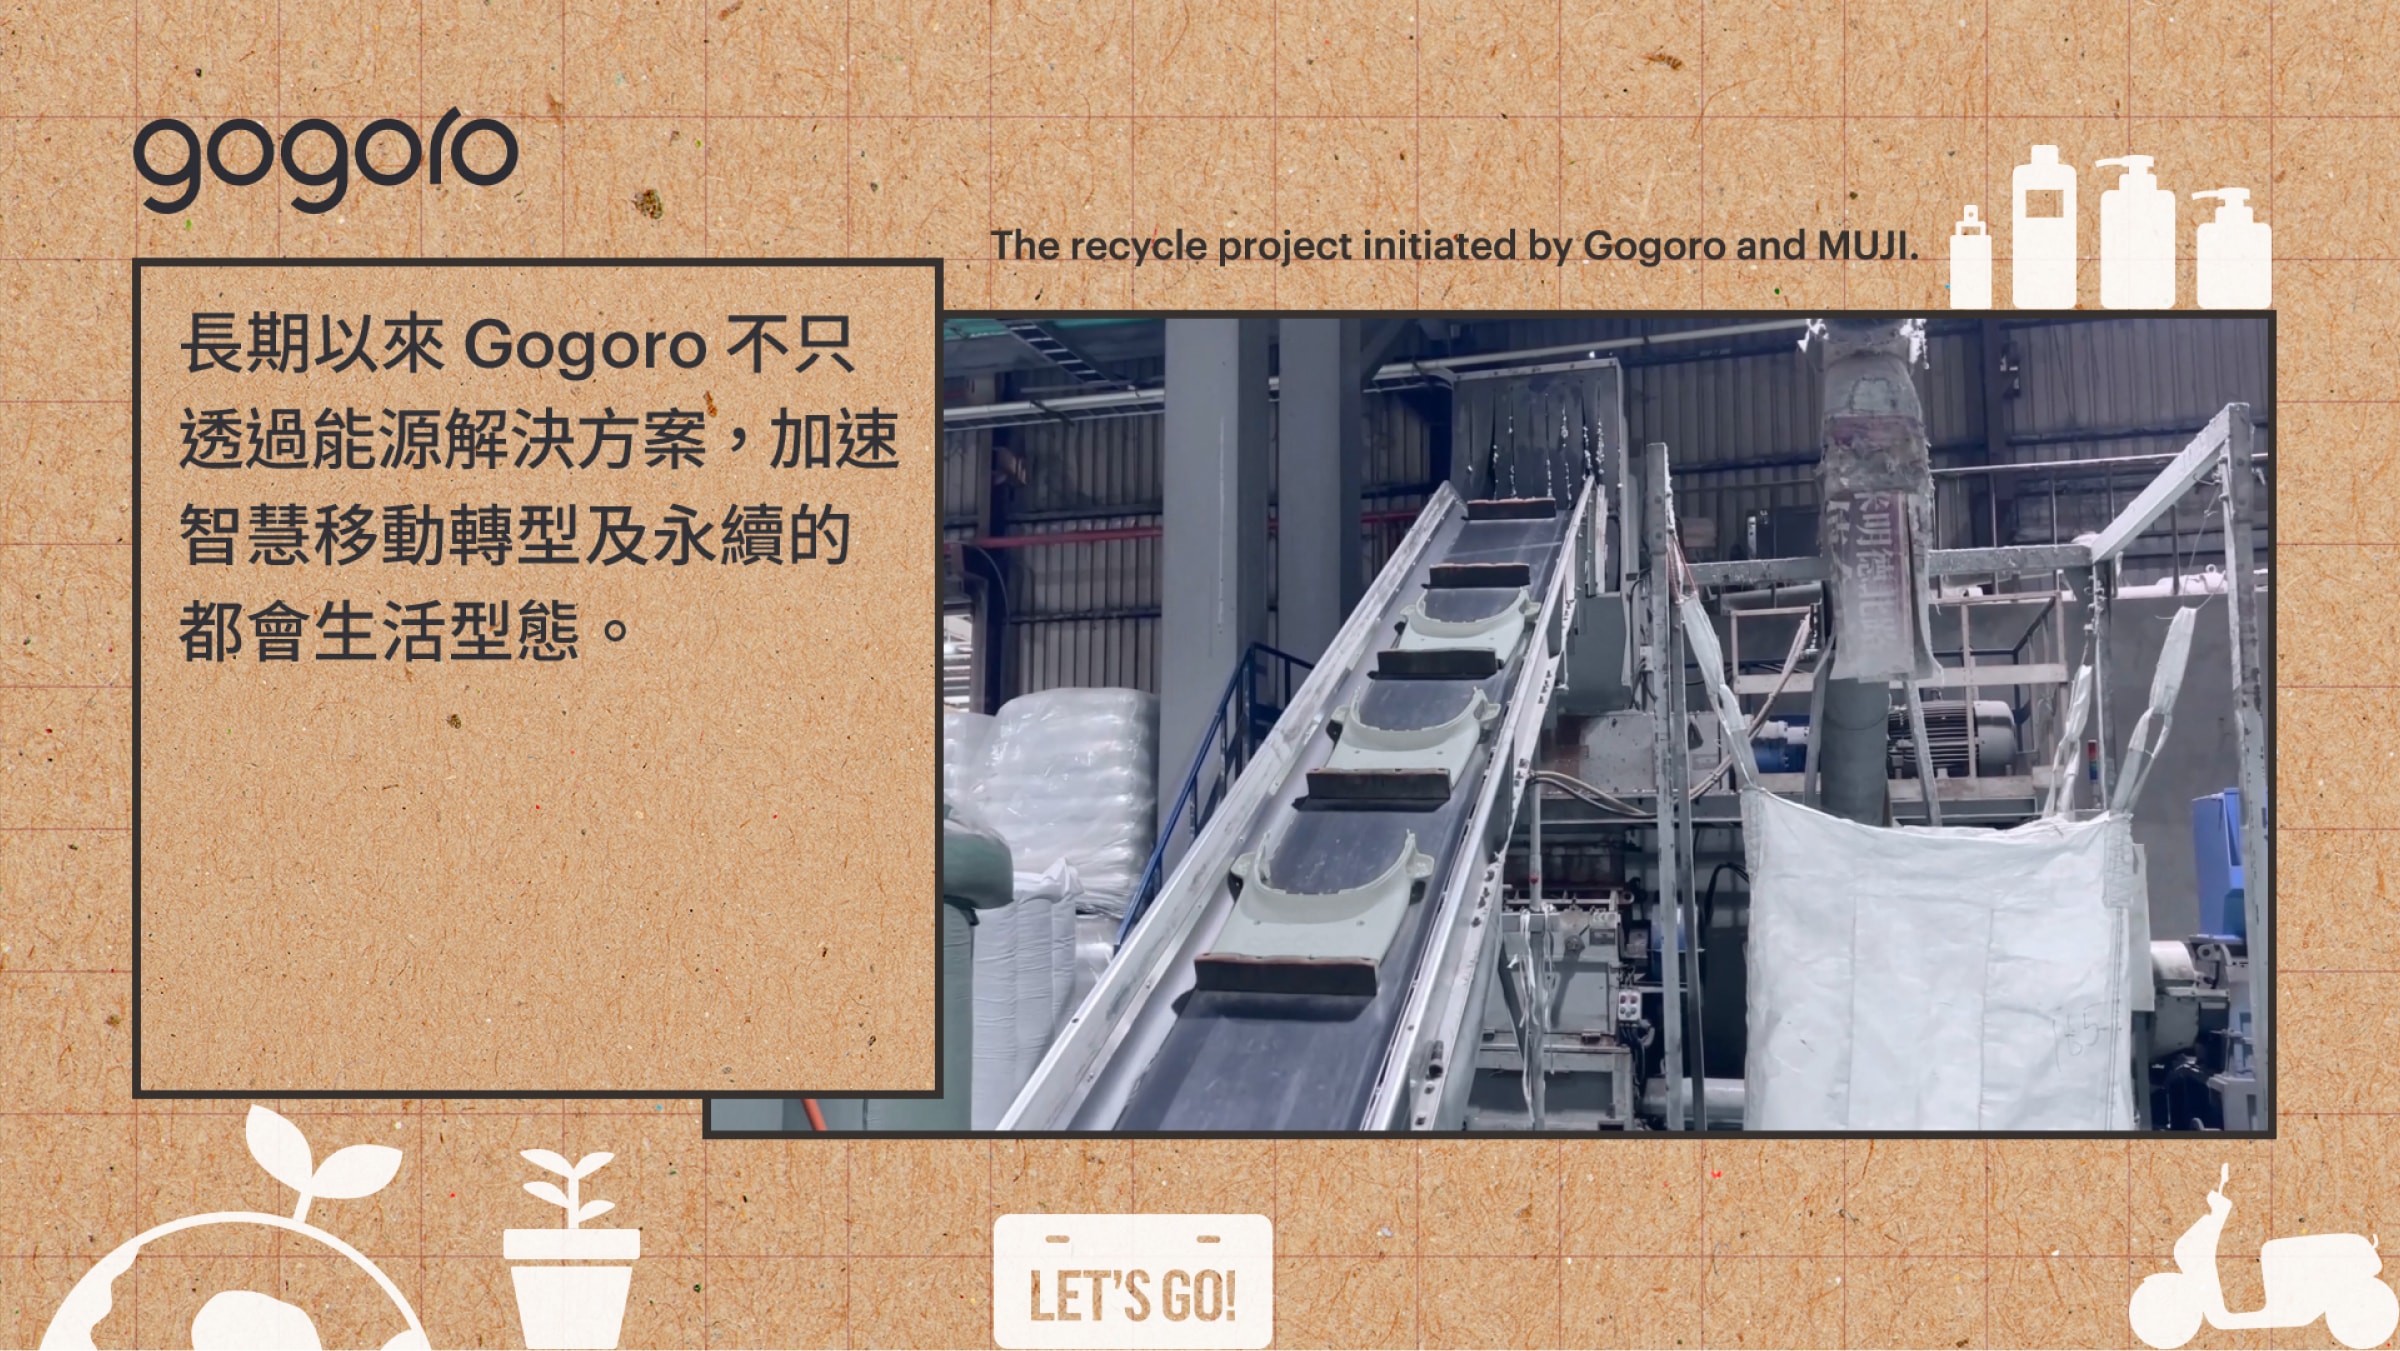 gogoro
The recycle project initiated by Gogoro and MUJI.
長期以來 Gogoro 不只
透過能源解決方案，加速
智慧移動轉型及永續的
都會生活型態。
LET'S GO!